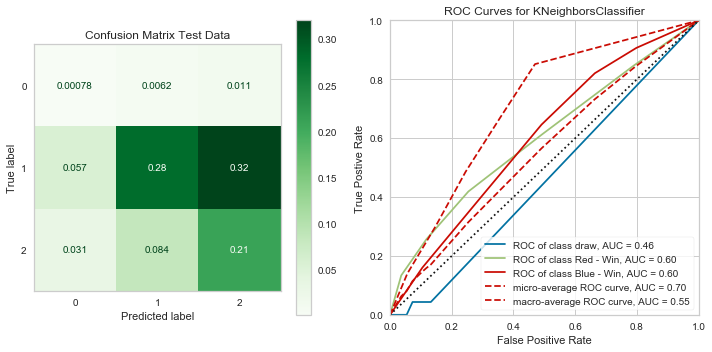 Confusion Matrix Test Data
0.30
0.25
0.20
0.15
0.10
0.05
True label
0
0.00078 0.0062 0.011
1
0.057 0.28 0.32
2
0.031 0.084 0.21
0 1 2
Predicted label
ROC Curves for KNeighborsClassifier
True Postive Rate
1.0
0.8
0.6
0.4
0.2
0.0
0.0 0.2 0.4 0.6 0.8 1.0
False Positive Rate
ROC of class draw, AUC = 0.46
ROC of class Red - Win, AUC = 0.60
ROC of class Blue - Win, AUC = 0.60
micro-average ROC curve, AUC = 0.70
macro-average ROC curve, AUC = 0.55